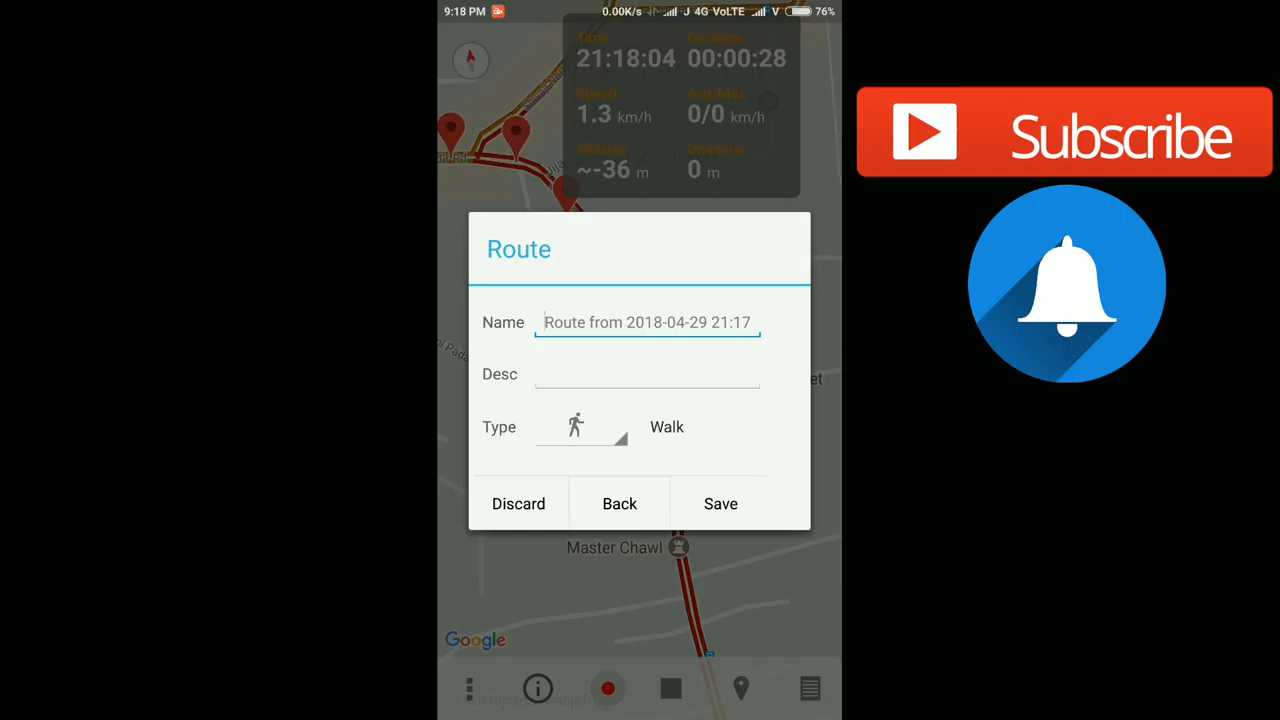 9:18 PM 0.00K/s J 4G VoLTE V 76%
Time Duration
21:18:04 00:00:28
Speed Avg/Max
1.3 km/h 0/0 km/h
Altitude Distance
~-36 m 0 m
Subscribe
Route
Name Route from 2018-04-29 21:17
Desc
Type Walk
Discard Back Save
Master Chawl
Google